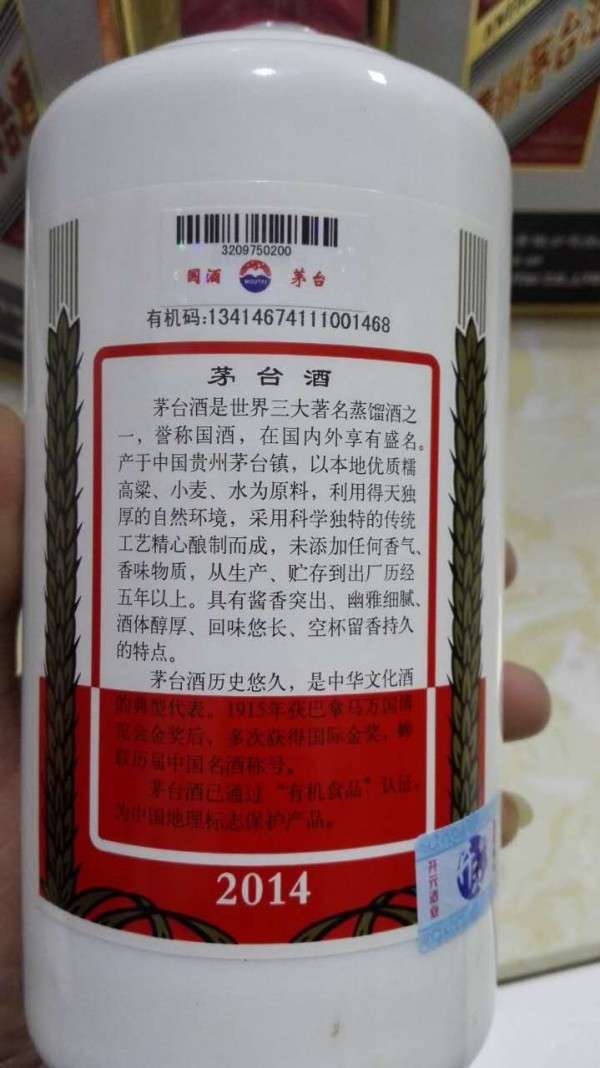 3209750200
国酒 MOUTAI 茅台
有机码:13414674111001468
茅台酒
茅台酒是世界三大著名蒸馏酒之
一，誉称国酒，在国内外享有盛名。
产于中国贵州茅台镇，以本地优质糯
高粱、小麦、水为原料，利用得天独
厚的自然环境，采用科学独特的传统
工艺精心酿制而成，未添加任何香气、
香味物质，从生产、贮存到出厂历经
五年以上。具有酱香突出、幽雅细腻、
酒体醇厚、回味悠长、空杯留香持久
的特点。
茅台酒历史悠久，是中华文化酒
的典型代表。1915年获巴拿马万国博
览会金奖后，多次获得国际金奖，蝉
联历届中国名酒称号。
茅台酒已通过“有机食品”认证，
为中国地理标志保护产品。
2014
开元酒业